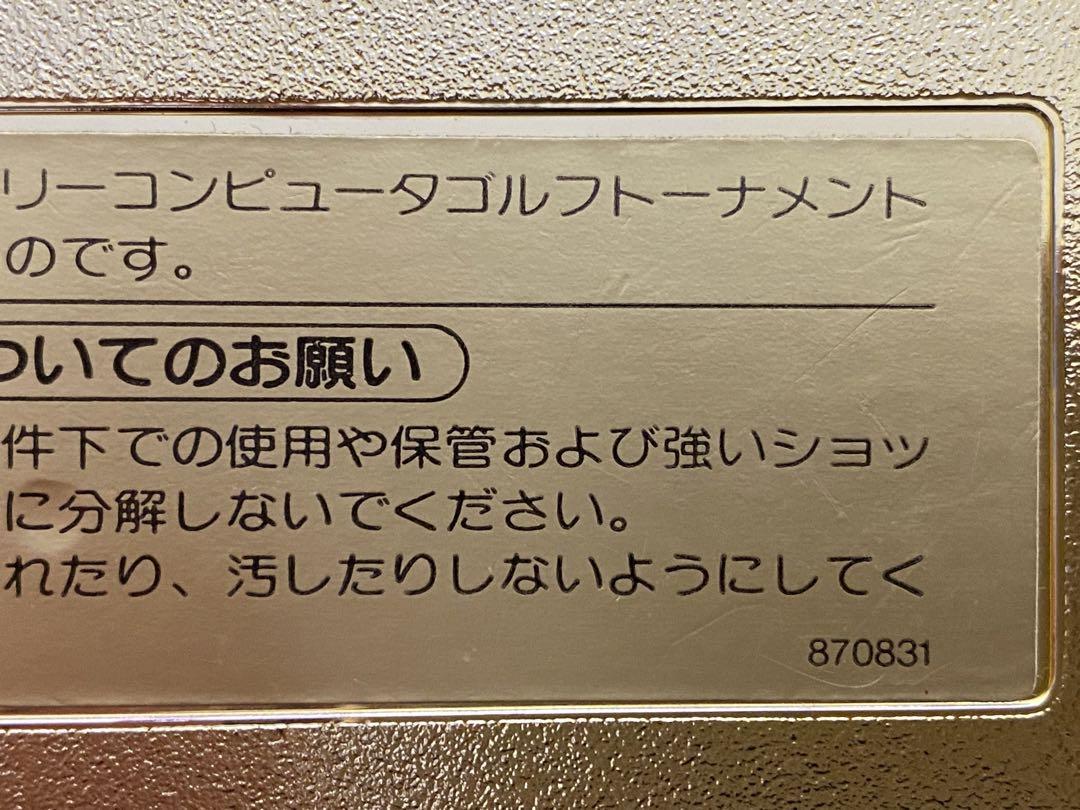 リーコンピュータゴルフトーナメント
のです。
ついてのお願い
件下での使用や保管および強いショッ
に分解しないでください。
れたり、汚したりしないようにしてく
870831